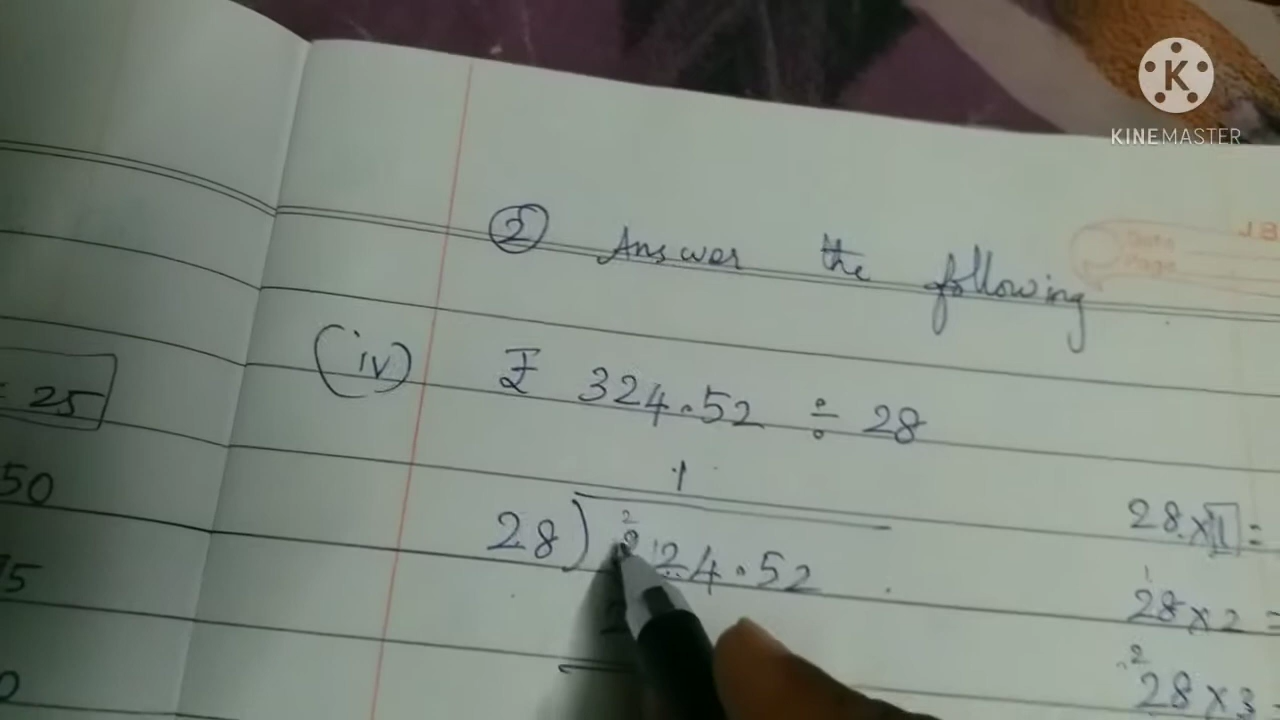 KINEMASTER
② Answer the following
(iv) ₹ 324.52 ÷ 28
= 25
50
1
28 ) 324.52
28 × 1 =
28 × 2 =
28 × 3